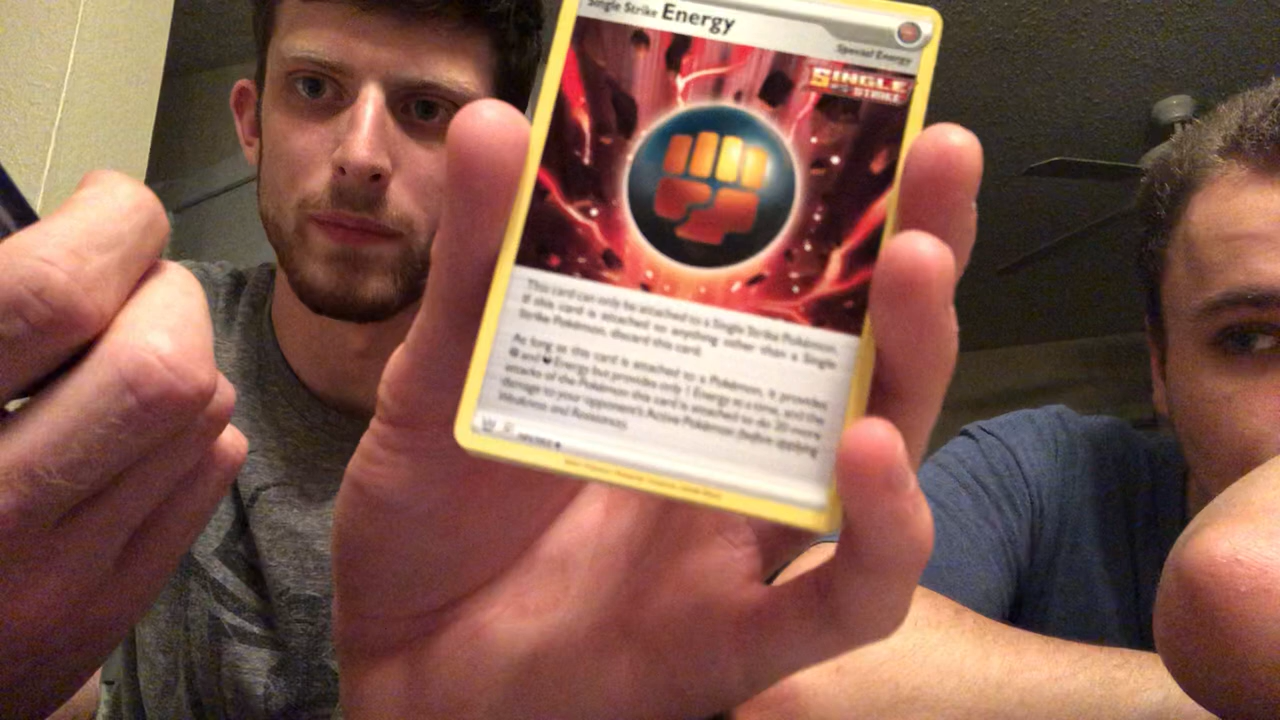 Single Strike Energy
Special Energy
SINGLE
STRIKE
This card can only be attached to a Single Strike Pokémon.
If this card is attached to anything other than a Single
Strike Pokémon, discard this card.
As long as this card is attached to a Pokémon, it provides
and Energy but provides only 1 Energy at a time, and the
attacks of the Pokémon this card is attached to do 20 more
damage to your opponent's Active Pokémon (before applying
Weakness and Resistance).